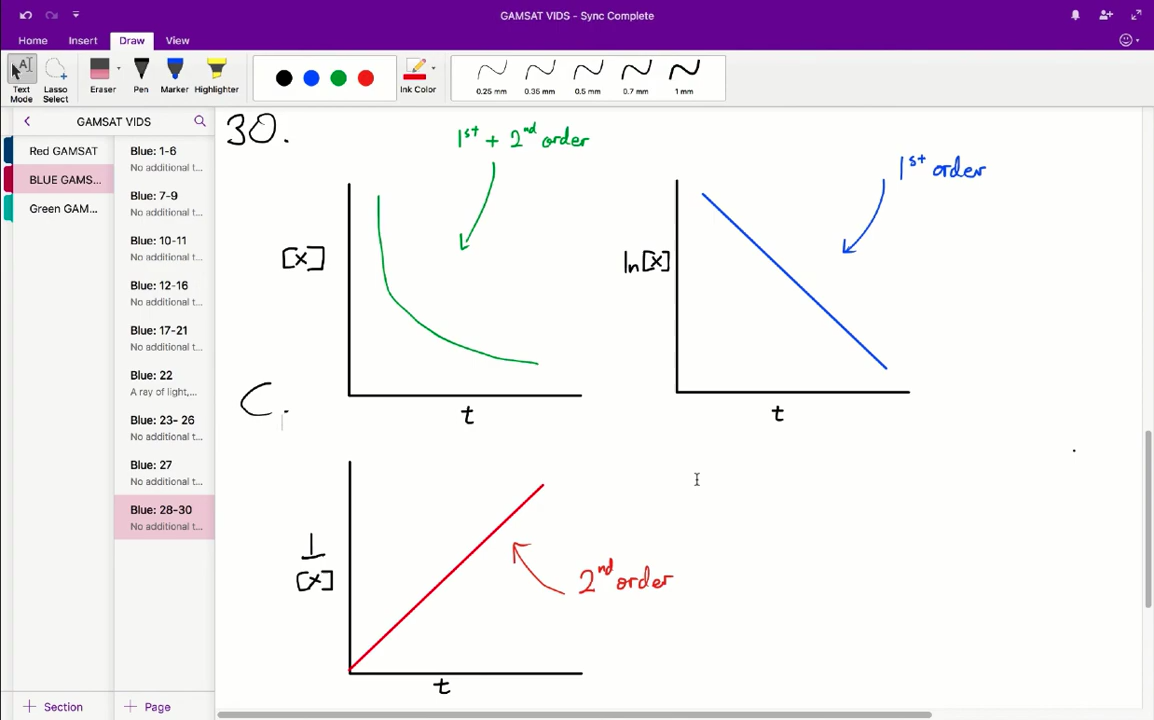 GAMSAT VIDS - Sync Complete
Home
Insert
Draw
View
Text Mode
Lasso Select
Eraser
Pen
Marker
Highlighter
Ink Color
0.25 mm
0.35 mm
0.5 mm
0.7 mm
1 mm
GAMSAT VIDS
Red GAMSAT
BLUE GAMS...
Green GAM...
Blue: 1-6
No additional t...
Blue: 7-9
No additional t...
Blue: 10-11
No additional t...
Blue: 12-16
No additional t...
Blue: 17-21
No additional t...
Blue: 22
A ray of light,...
Blue: 23- 26
No additional t...
Blue: 27
No additional t...
Blue: 28-30
No additional t...
+ Section
+ Page
30.
1st + 2nd order
[x]
t
1st order
ln[x]
t
C.
1
[x]
2nd order
t